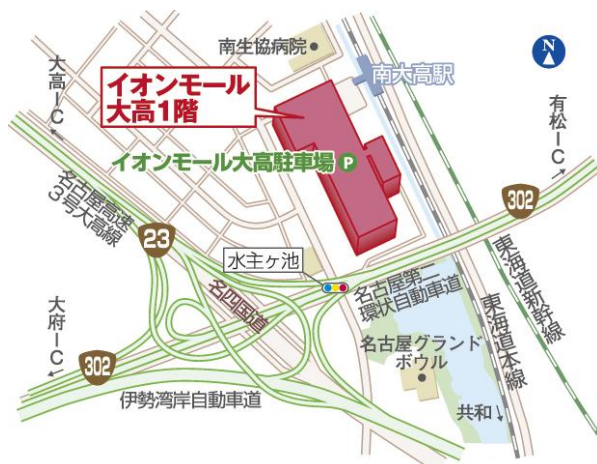 南生協病院
N
南大高駅
大高IC
イオンモール
大高1階
有松IC
イオンモール大高駐車場 P
302
名古屋高速
3号大高線
23
水主ヶ池
名古屋第二
環状自動車道
東海道新幹線
東海道本線
名四国道
大府IC
名古屋グランド
ボウル
302
伊勢湾岸自動車道
共和